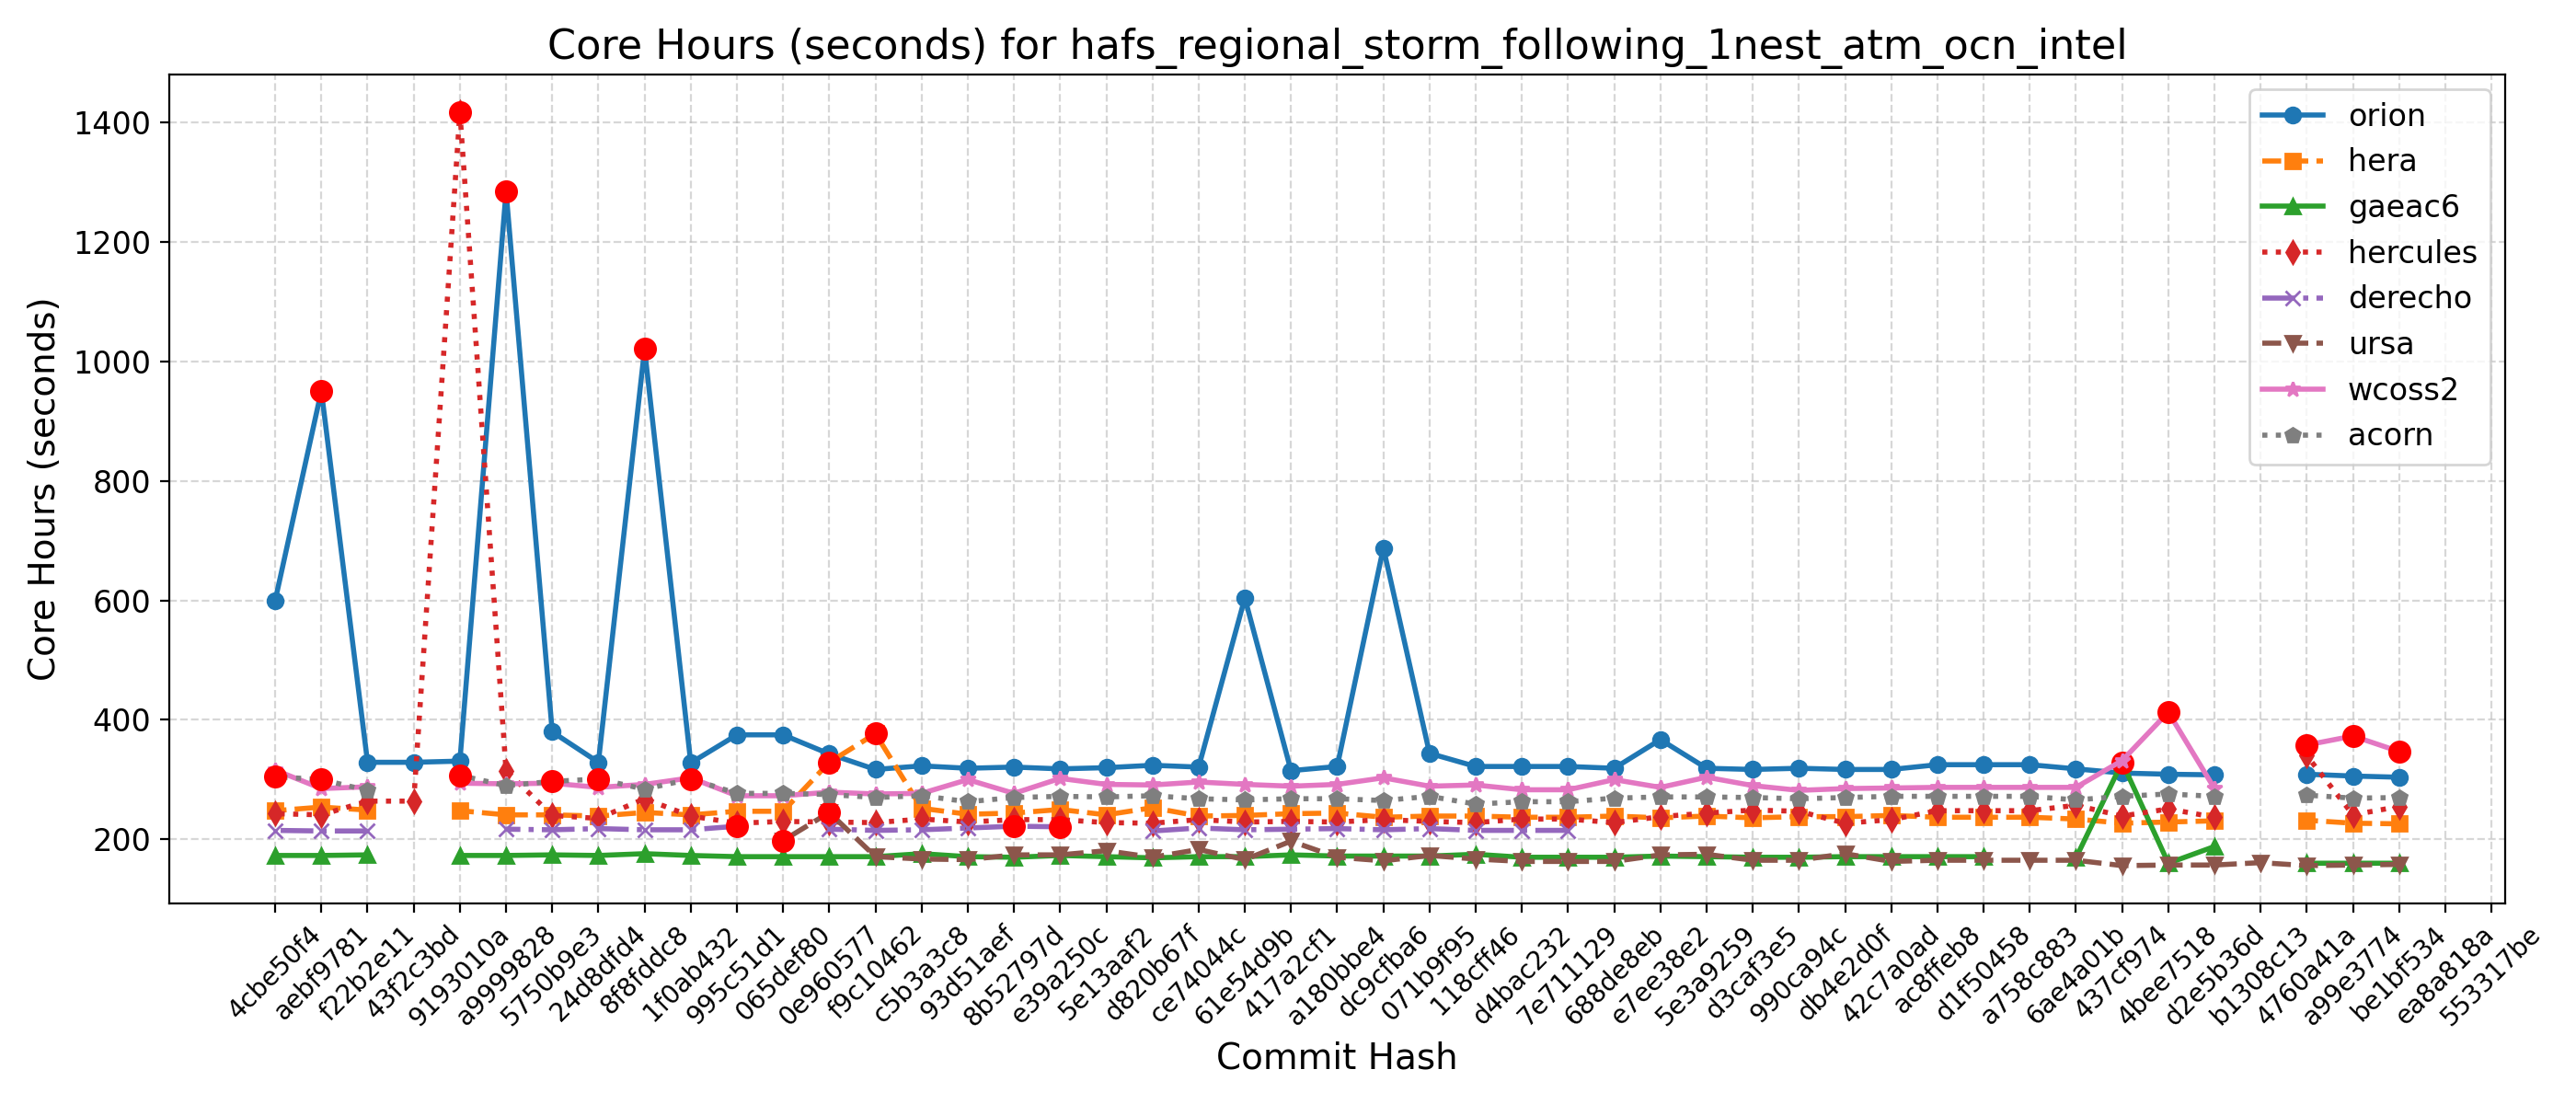 Core Hours (seconds) for hafs_regional_storm_following_1nest_atm_ocn_intel
Core Hours (seconds)
1400
1200
1000
800
600
400
200
orion
hera
gaeac6
hercules
derecho
ursa
wcoss2
acorn
4cbe50f4
aebf9781
f22b2e11
43f2c3bd
9193010a
a9999828
5750b9e3
24d8dfd4
8f8fddc8
1f0ab432
995c51d1
065def80
0e960577
f9c10462
c5b3a3c8
93d51aef
8b52797d
e39a250c
5e13aaf2
d820b67f
ce74044c
61e54d9b
417a2cf1
a180bbe4
dc9cfba6
071b9f95
118cff46
d4bac232
7e711129
688de8eb
e7ee38e2
5e3a9259
d3caf3e5
990ca94c
db4e2d0f
42c7a0ad
ac8ffeb8
d1f50458
a758c883
6ae4a01b
437cf974
4bee7518
d2e5b36d
b1308c13
4760a41a
a99e3774
be1bf534
ea8a818a
553317be
Commit Hash